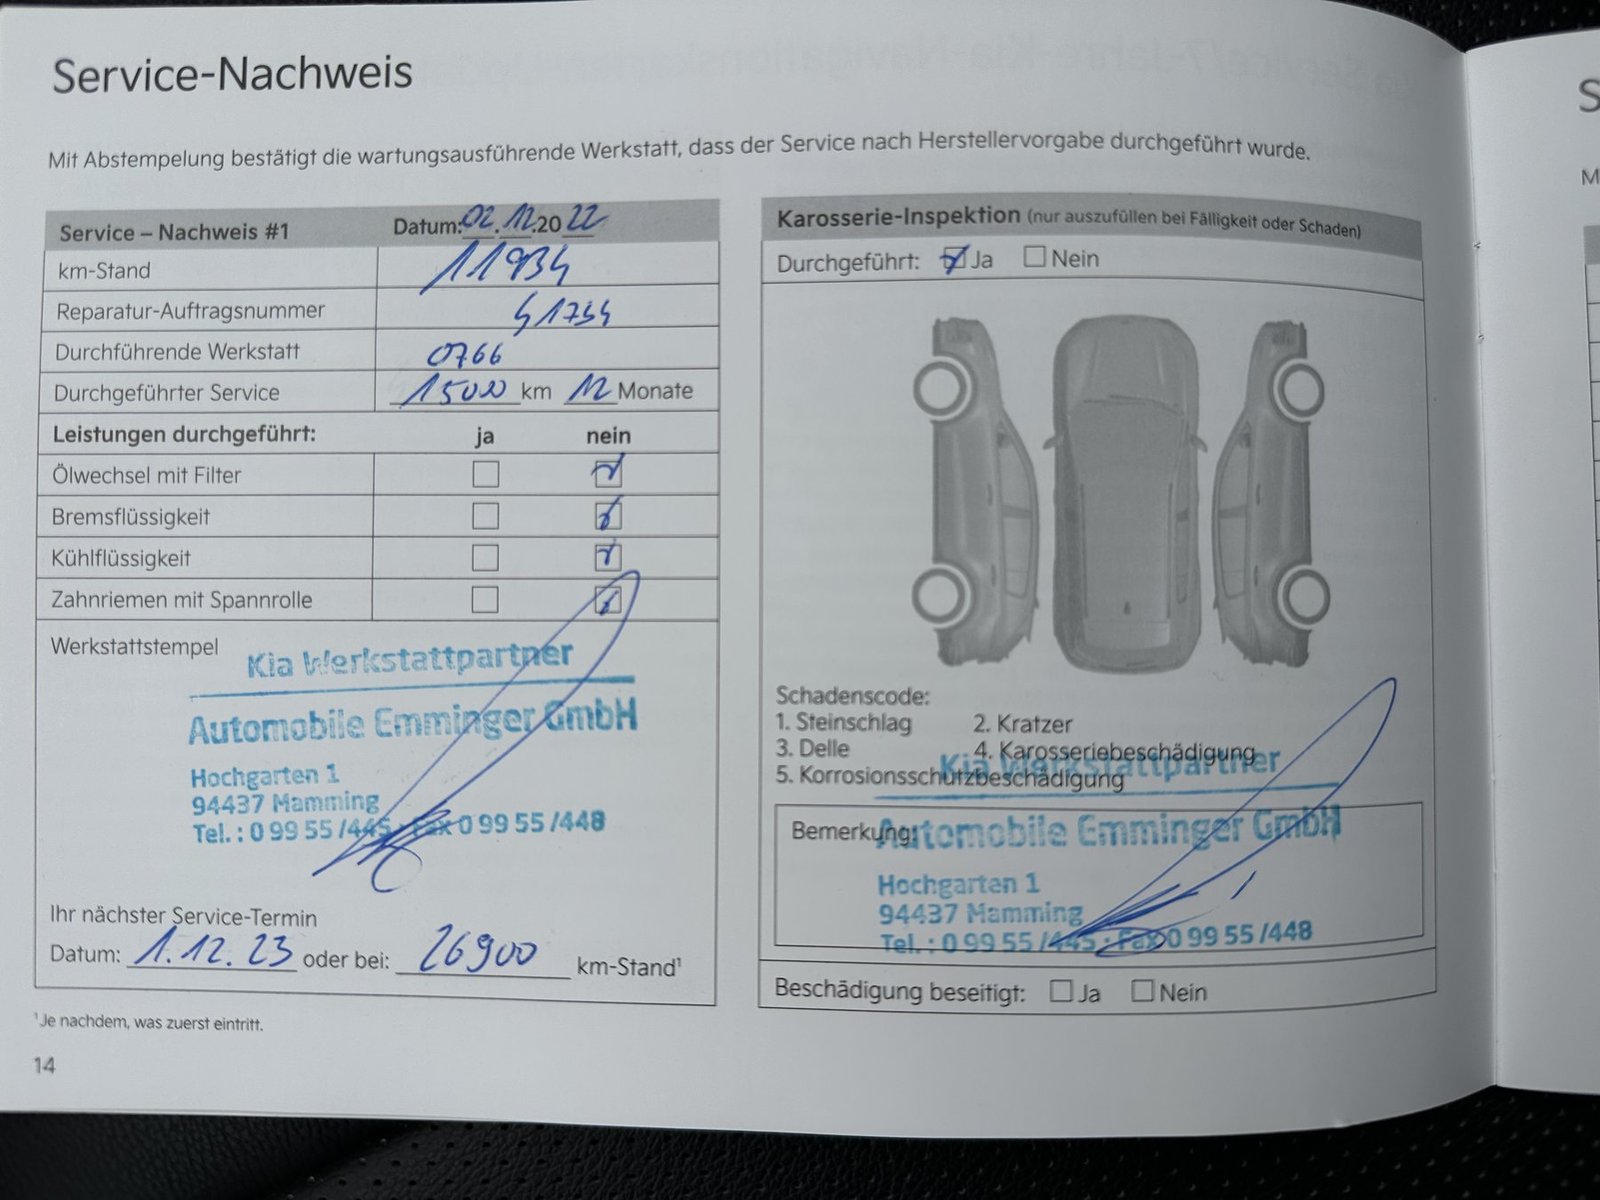 Service-Nachweis
Mit Abstempelung bestätigt die wartungsausführende Werkstatt, dass der Service nach Herstellervorgabe durchgeführt wurde.
Service – Nachweis #1 Datum: 02.12.2022
km-Stand 11934
Reparatur-Auftragsnummer 41744
Durchführende Werkstatt 0766
Durchgeführter Service 15000 km 12 Monate
Leistungen durchgeführt: ja nein
Ölwechsel mit Filter
Bremsflüssigkeit
Kühlflüssigkeit
Zahnriemen mit Spannrolle
Werkstattstempel
Kia Werkstattpartner
Automobile Emminger GmbH
Hochgarten 1
94437 Mamming
Tel.: 0 99 55 /445 · Fax 0 99 55 /448
Ihr nächster Service-Termin
Datum: 1.12.23 oder bei: 26900 km-Stand¹
¹Je nachdem, was zuerst eintritt.
14
Karosserie-Inspektion (nur auszufüllen bei Fälligkeit oder Schaden)
Durchgeführt: Ja Nein
Schadenscode:
1. Steinschlag 2. Kratzer
3. Delle 4. Karosseriebeschädigung
5. Korrosionsschutzbeschädigung
Kia Werkstattpartner
Bemerkung:
Automobile Emminger GmbH
Hochgarten 1
94437 Mamming
Tel.: 0 99 55 /445 · Fax 0 99 55 /448
Beschädigung beseitigt: Ja Nein